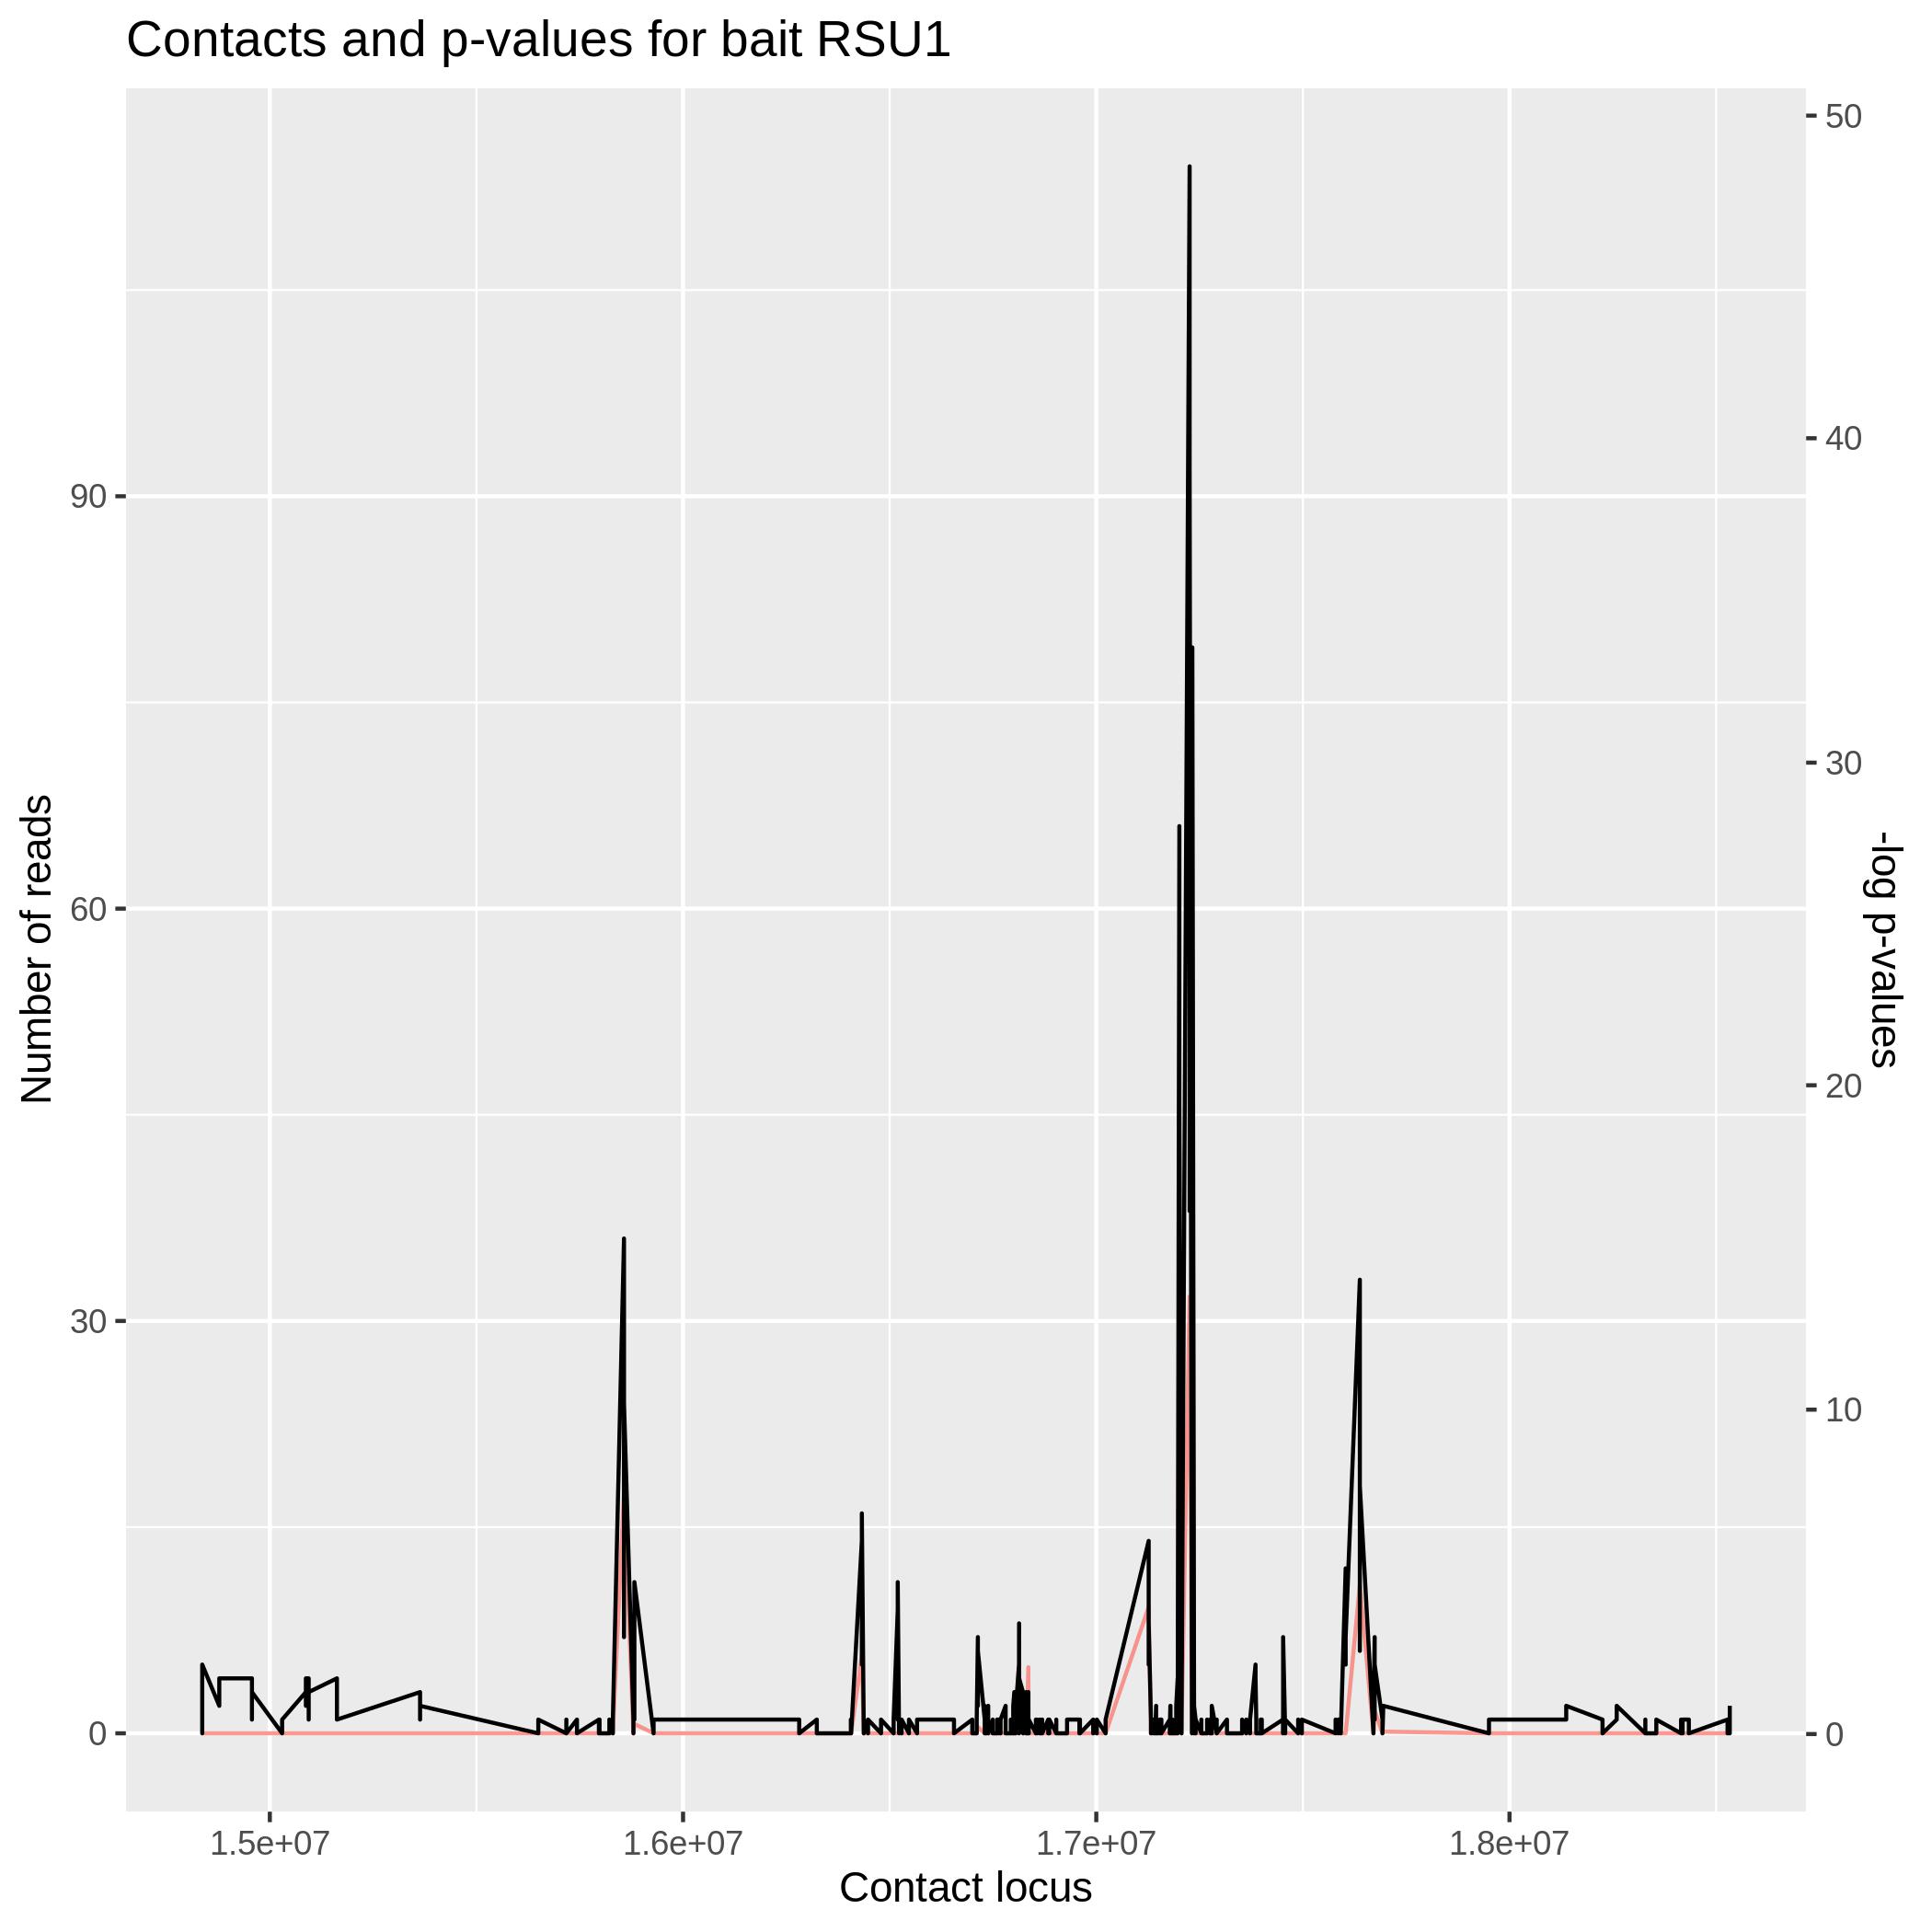 Contacts and p-values for bait RSU1
Number of reads
90
60
30
0
50
40
30
20
10
0
-log p-values
1.5e+07
1.6e+07
1.7e+07
1.8e+07
Contact locus